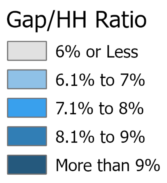 Gap/HH Ratio
6% or Less
6.1% to 7%
7.1% to 8%
8.1% to 9%
More than 9%